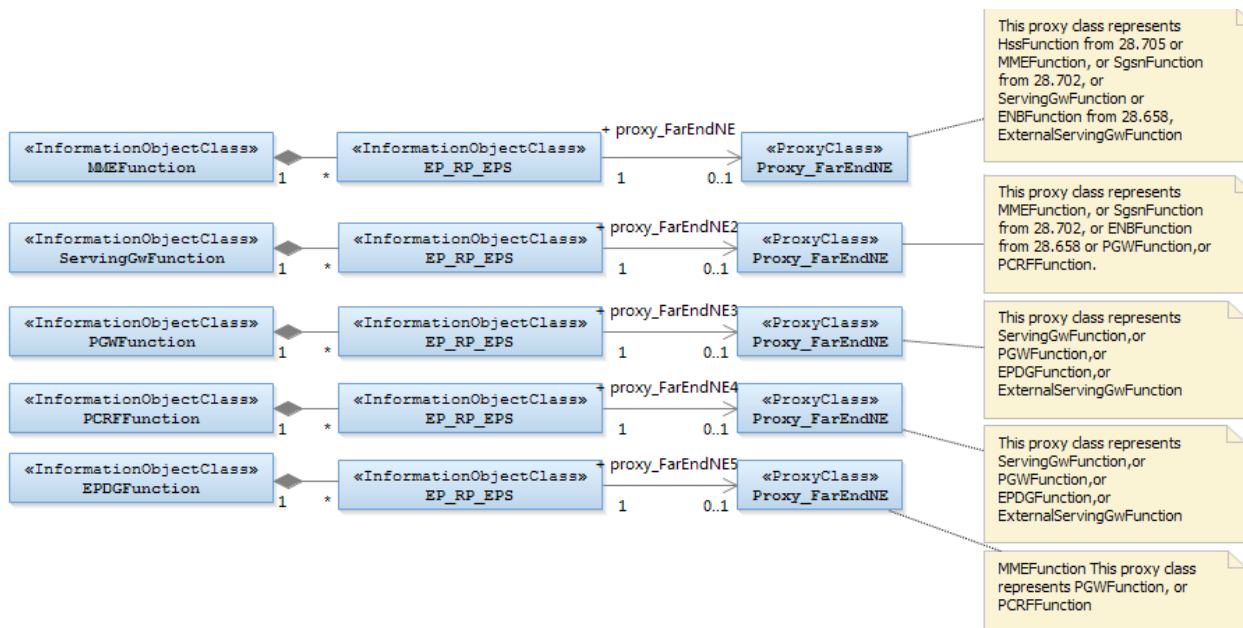 This proxy class represents
HssFunction from 28.705 or
MMEFunction, or SgsnFunction
from 28.702, or
ServingGwFunction or
ENBFunction from 28.658,
ExternalServingGwFunction
«InformationObjectClass»
MMEFunction
1
*
«InformationObjectClass»
EP_RP_EPS
+ proxy_FarEndNE
1
0..1
«ProxyClass»
Proxy_FarEndNE
This proxy class represents
MMEFunction, or SgsnFunction
from 28.702, or ENBFunction
from 28.658 or PGWFunction,or
PCRFFunction.
«InformationObjectClass»
ServingGwFunction
1
*
«InformationObjectClass»
EP_RP_EPS
+ proxy_FarEndNE2
1
0..1
«ProxyClass»
Proxy_FarEndNE
This proxy class represents
ServingGwFunction,or
PGWFunction,or
EPDGFunction,or
ExternalServingGwFunction
«InformationObjectClass»
PGWFunction
1
*
«InformationObjectClass»
EP_RP_EPS
+ proxy_FarEndNE3
1
0..1
«ProxyClass»
Proxy_FarEndNE
«InformationObjectClass»
PCRFFunction
1
*
«InformationObjectClass»
EP_RP_EPS
+ proxy_FarEndNE4
1
0..1
«ProxyClass»
Proxy_FarEndNE
This proxy class represents
ServingGwFunction,or
PGWFunction,or
EPDGFunction,or
ExternalServingGwFunction
«InformationObjectClass»
EPDGFunction
1
*
«InformationObjectClass»
EP_RP_EPS
+ proxy_FarEndNE5
1
0..1
«ProxyClass»
Proxy_FarEndNE
MMEFunction This proxy class
represents PGWFunction, or
PCRFFunction